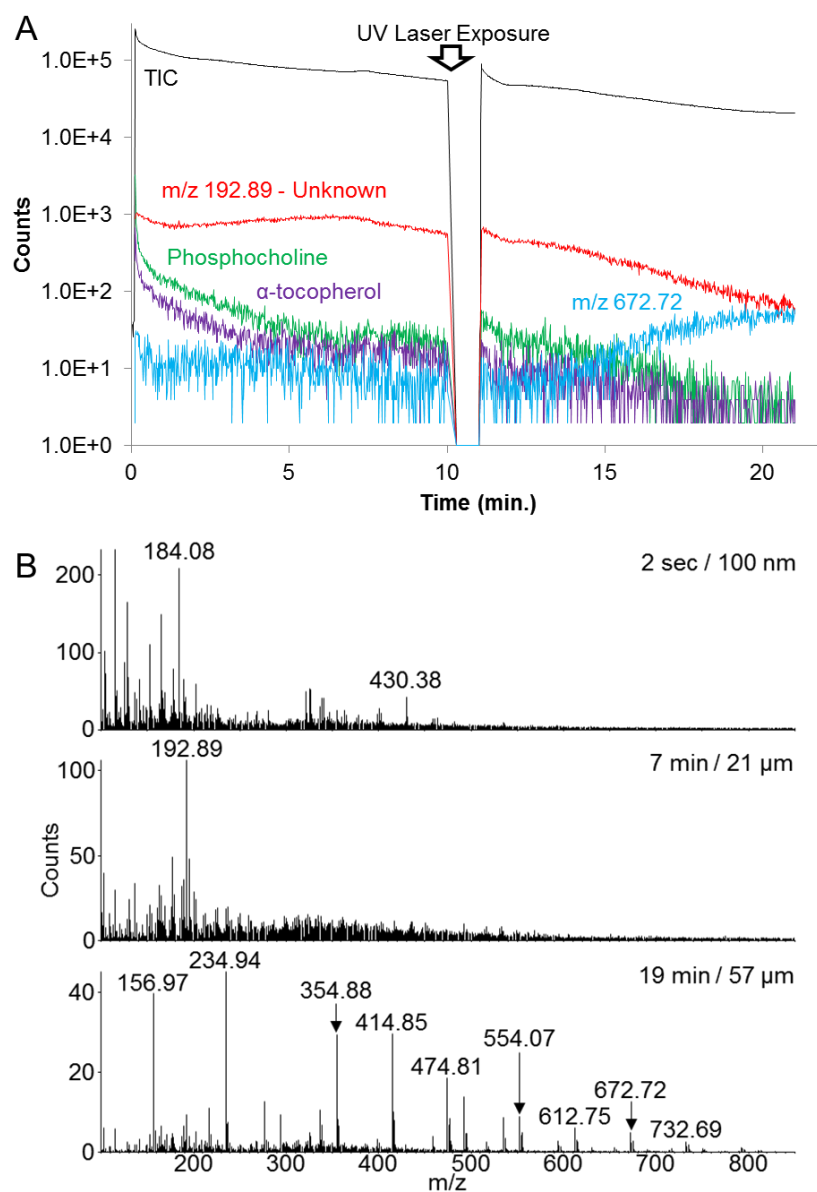 A
UV Laser Exposure
1.0E+5
TIC
1.0E+4
m/z 192.89 - Unknown
1.0E+3
Phosphocholine
α-tocopherol
m/z 672.72
1.0E+2
1.0E+1
1.0E+0
Counts
0 5 10 15 20
Time (min.)
B
184.08
2 sec / 100 nm
200
100
430.38
0
192.89
7 min / 21 µm
100
50
0
Counts
234.94
19 min / 57 µm
156.97
354.88
40
414.85
554.07
474.81
672.72
20
612.75
732.69
0
200 300 400 500 600 700 800
m/z